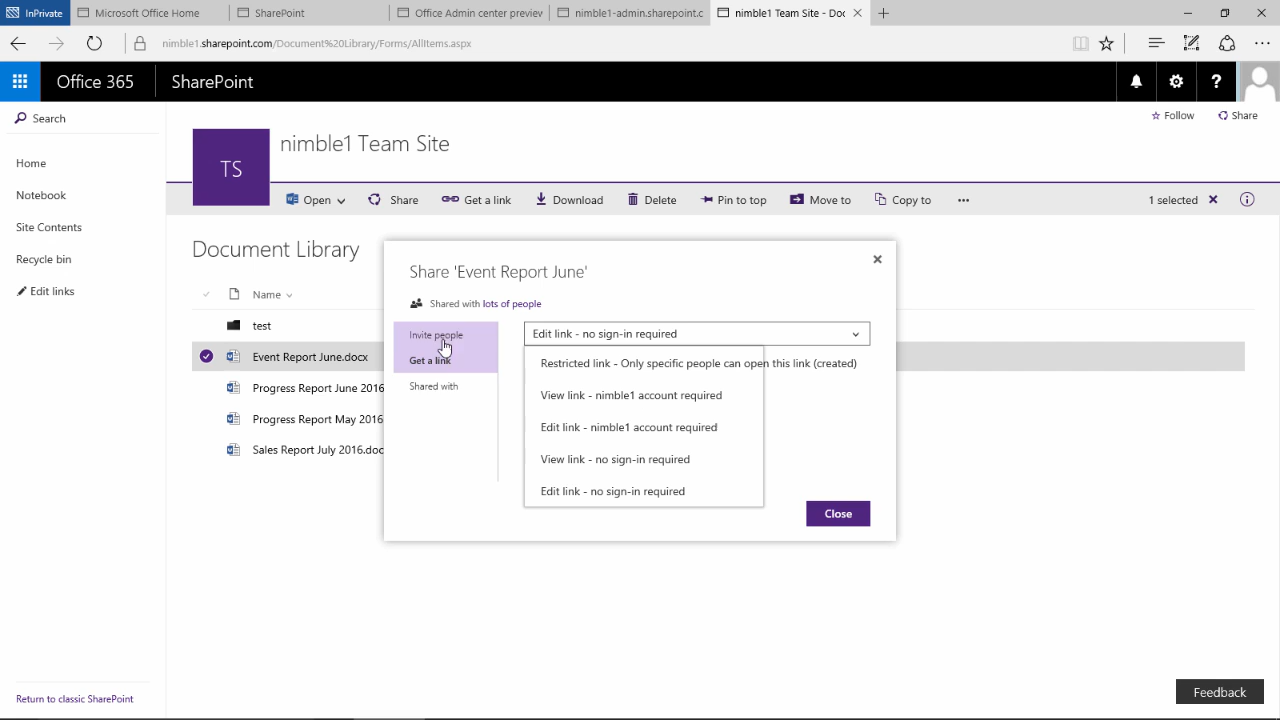 InPrivate
Microsoft Office Home
SharePoint
Office Admin center preview
nimble1-admin.sharepoint.c
nimble1 Team Site - Doc
nimble1.sharepoint.com/Document%20Library/Forms/AllItems.aspx
Office 365
SharePoint
?
Search
Follow
Share
Home
Notebook
Site Contents
Recycle bin
Edit links
TS
nimble1 Team Site
Open
Share
Get a link
Download
Delete
Pin to top
Move to
Copy to
1 selected
Document Library
Name
test
Event Report June.docx
Progress Report June 2016
Progress Report May 2016
Sales Report July 2016.doc
Share 'Event Report June'
Shared with lots of people
Invite people
Get a link
Shared with
Edit link - no sign-in required
Restricted link - Only specific people can open this link (created)
View link - nimble1 account required
Edit link - nimble1 account required
View link - no sign-in required
Edit link - no sign-in required
Close
Return to classic SharePoint
Feedback